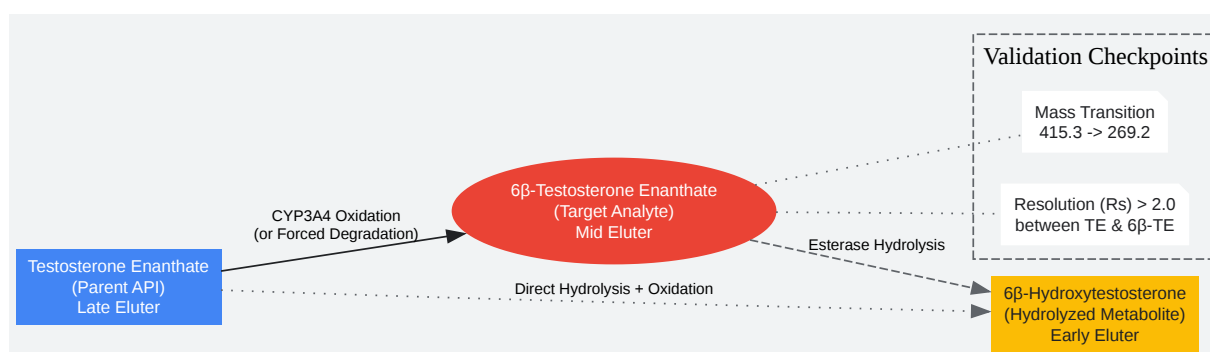 Validation Checkpoints
Mass Transition
415.3 -> 269.2
6β-Testosterone Enanthate
(Target Analyte)
Mid Eluter
Resolution (Rs) > 2.0
between TE & 6β-TE
CYP3A4 Oxidation
(or Forced Degradation)
Esterase Hydrolysis
Testosterone Enanthate
(Parent API)
Late Eluter
Direct Hydrolysis + Oxidation
6β-Hydroxytestosterone
(Hydrolyzed Metabolite)
Early Eluter